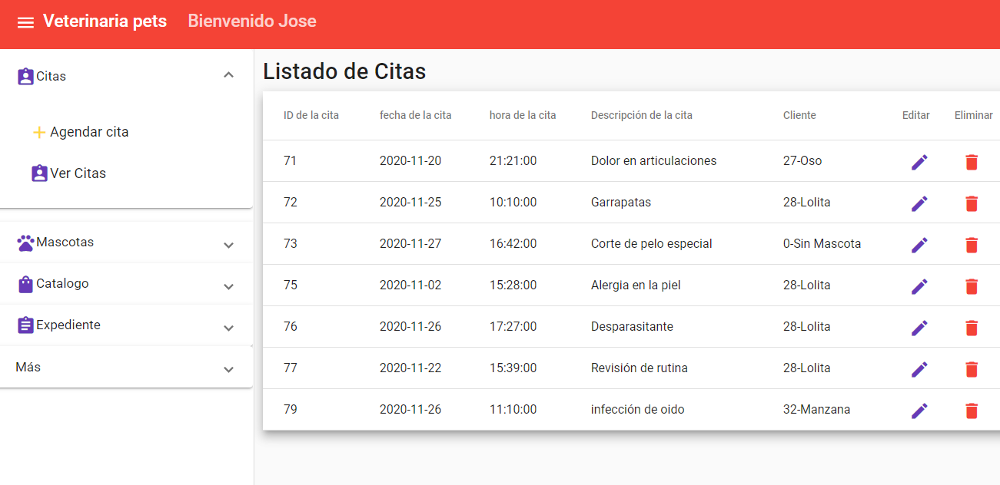 Veterinaria pets Bienvenido Jose
Citas
Agendar cita
Ver Citas
Mascotas
Catalogo
Expediente
Más
Listado de Citas
ID de la cita fecha de la cita hora de la cita Descripción de la cita Cliente Editar Eliminar
71 2020-11-20 21:21:00 Dolor en articulaciones 27-Oso
72 2020-11-25 10:10:00 Garrapatas 28-Lolita
73 2020-11-27 16:42:00 Corte de pelo especial 0-Sin Mascota
75 2020-11-02 15:28:00 Alergia en la piel 28-Lolita
76 2020-11-26 17:27:00 Desparasitante 28-Lolita
77 2020-11-22 15:39:00 Revisión de rutina 28-Lolita
79 2020-11-26 11:10:00 infección de oido 32-Manzana